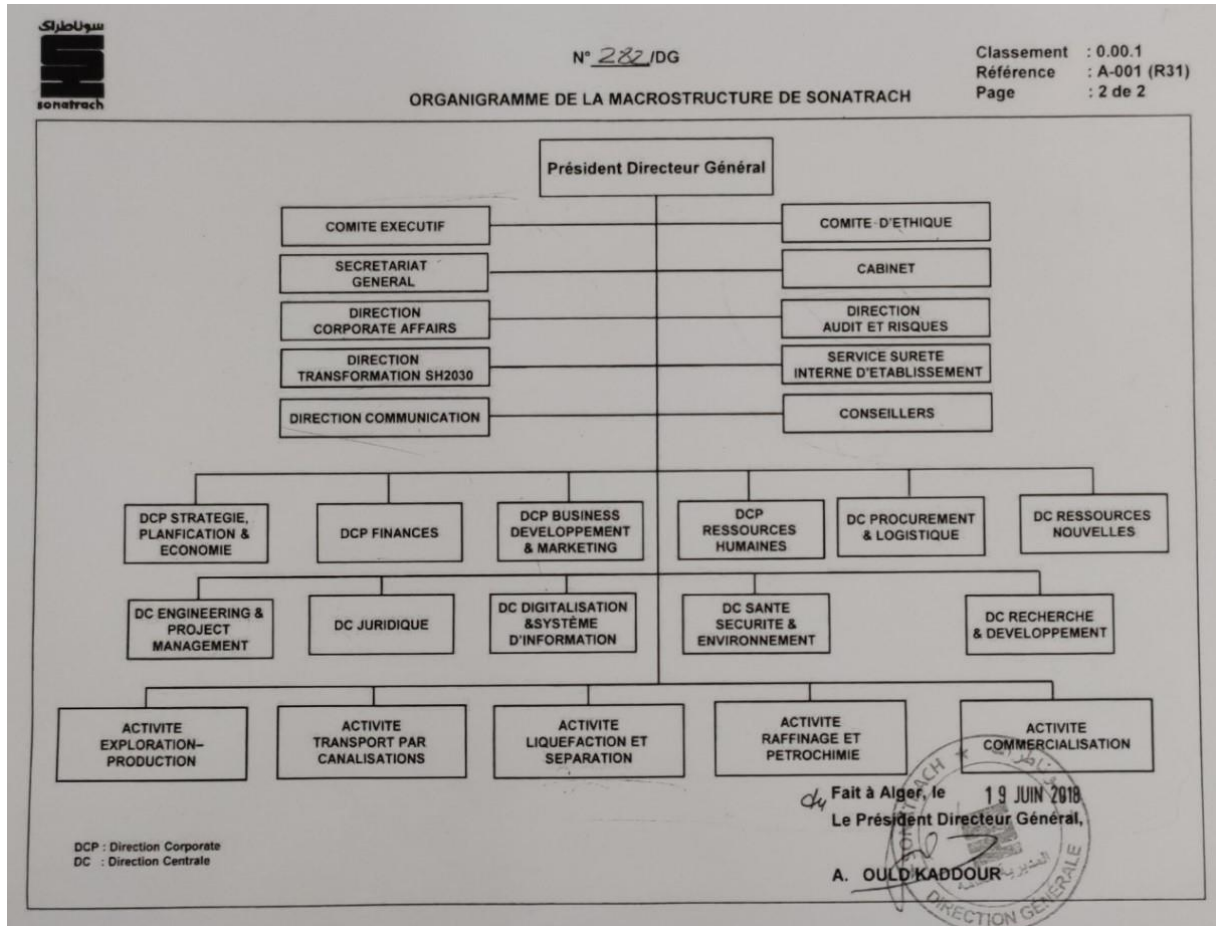 سوناطراك
sonatrach
N° 282 /DG
Classement : 0.00.1
Référence : A-001 (R31)
Page : 2 de 2
ORGANIGRAMME DE LA MACROSTRUCTURE DE SONATRACH
Président Directeur Général
COMITE EXECUTIF
COMITE D'ETHIQUE
SECRETARIAT
GENERAL
CABINET
DIRECTION
CORPORATE AFFAIRS
DIRECTION
AUDIT ET RISQUES
DIRECTION
TRANSFORMATION SH2030
SERVICE SURETE
INTERNE D'ETABLISSEMENT
DIRECTION COMMUNICATION
CONSEILLERS
DCP STRATEGIE,
PLANFICATION &
ECONOMIE
DCP FINANCES
DCP BUSINESS
DEVELOPPEMENT
& MARKETING
DCP
RESSOURCES
HUMAINES
DC PROCUREMENT
& LOGISTIQUE
DC RESSOURCES
NOUVELLES
DC ENGINEERING &
PROJECT
MANAGEMENT
DC JURIDIQUE
DC DIGITALISATION
&SYSTÈME
D'INFORMATION
DC SANTE
SECURITE &
ENVIRONNEMENT
DC RECHERCHE
& DEVELOPPEMENT
ACTIVITE
EXPLORATION–
PRODUCTION
ACTIVITE
TRANSPORT PAR
CANALISATIONS
ACTIVITE
LIQUEFACTION ET
SEPARATION
ACTIVITE
RAFFINAGE ET
PETROCHIMIE
ACTIVITE
COMMERCIALISATION
Fait à Alger, le 19 JUIN 2018
Le Président Directeur Général,
A. OULD KADDOUR
SONATRACH
DIRECTION GÉNÉRALE
DCP : Direction Corporate
DC : Direction Centrale